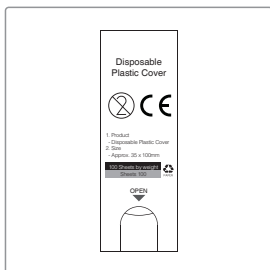 Disposable
Plastic Cover
2
CE
1. Product
- Disposable Plastic Cover
2. Size
- Approx. 35 x 100mm
100 Sheets by weight
Sheets 100
OPEN